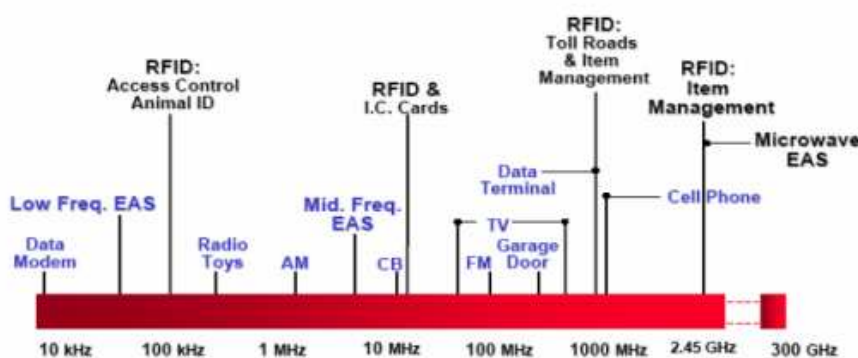 RFID:
Toll Roads
& Item
Management
RFID:
Access Control
Animal ID
RFID &
I.C. Cards
RFID:
Item
Management
Microwave
EAS
Data
Terminal
Cell Phone
Low Freq. EAS
Mid. Freq.
EAS
TV
Data
Modem
Radio
Toys
AM
CB
FM
Garage
Door
10 kHz 100 kHz 1 MHz 10 MHz 100 MHz 1000 MHz 2.45 GHz 300 GHz